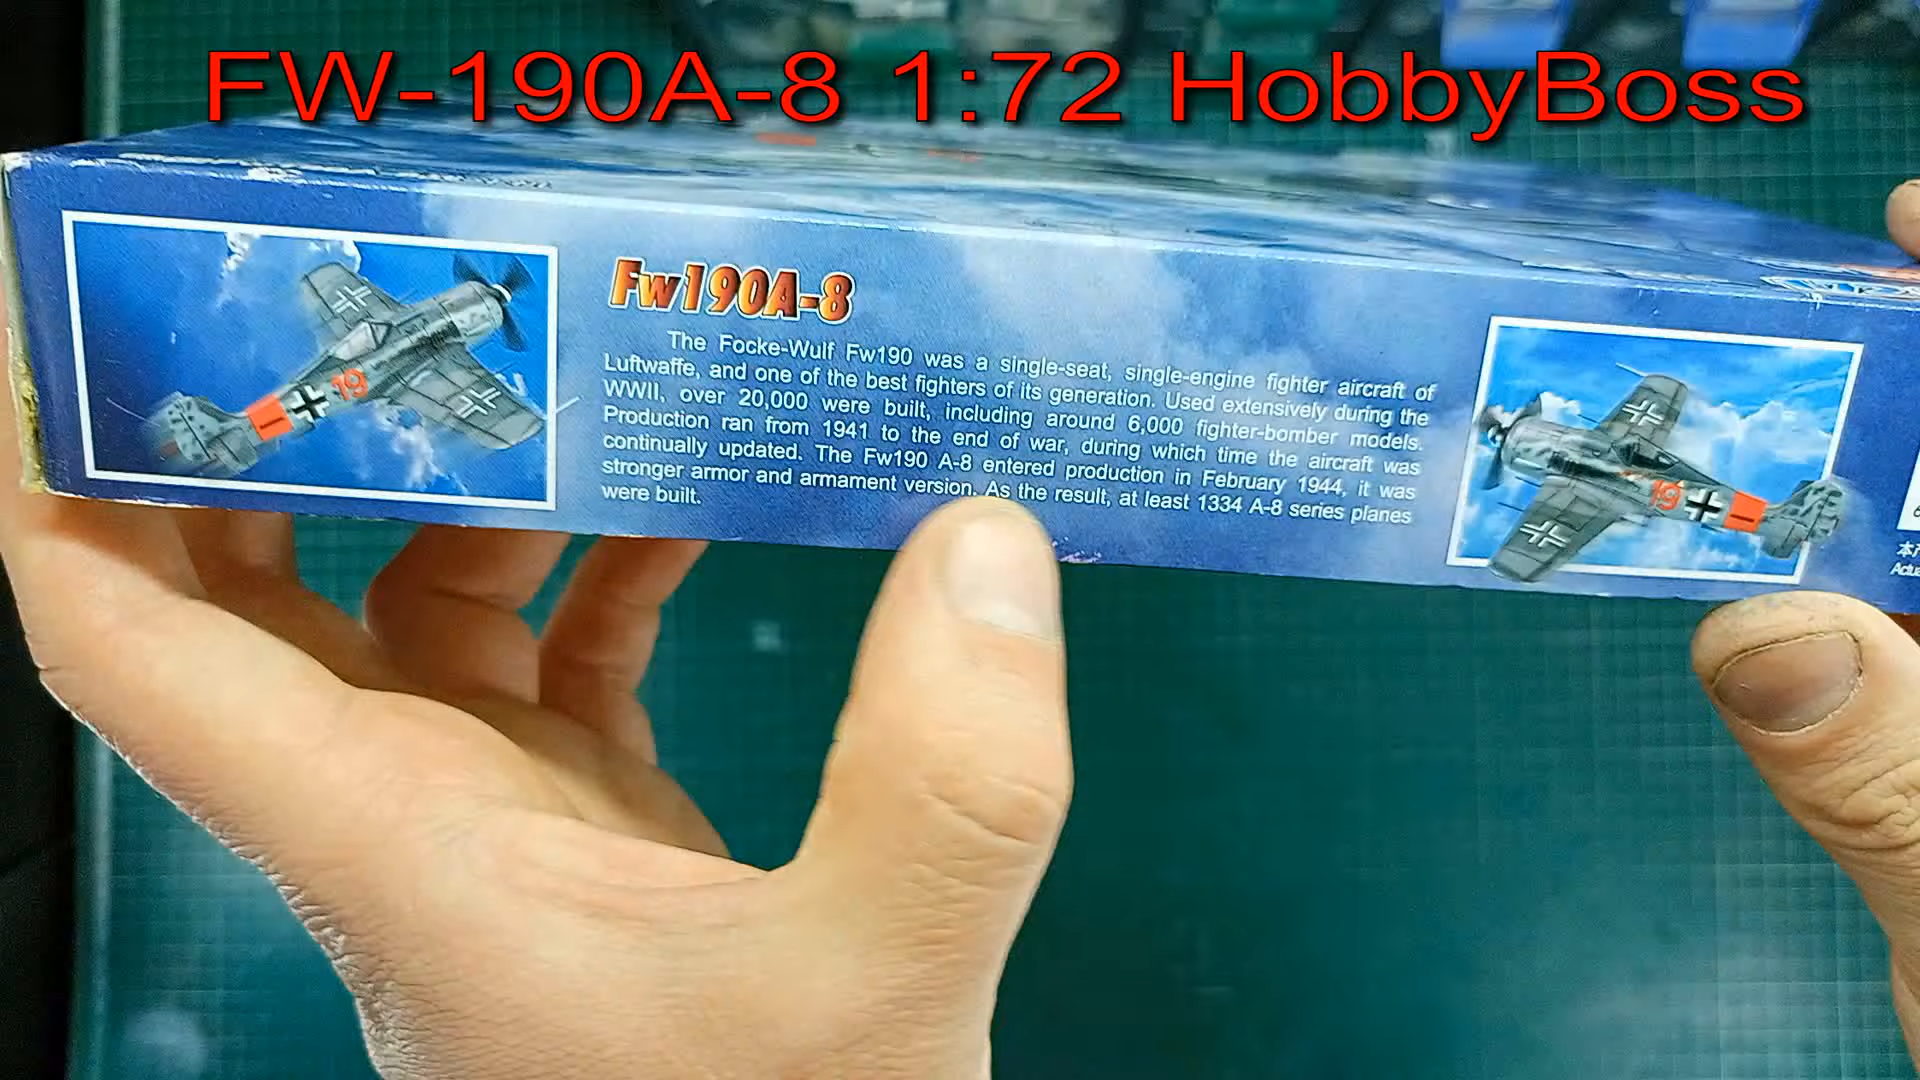 FW-190A-8 1:72 HobbyBoss
Fw190A-8
The Focke-Wulf Fw190 was a single-seat, single-engine fighter aircraft of
Luftwaffe, and one of the best fighters of its generation. Used extensively during the
WWII, over 20,000 were built, including around 6,000 fighter-bomber models.
Production ran from 1941 to the end of war, during which time the aircraft was
continually updated. The Fw190 A-8 entered production in February 1944, it was
stronger armor and armament version. As the result, at least 1334 A-8 series planes
were built.
19
19